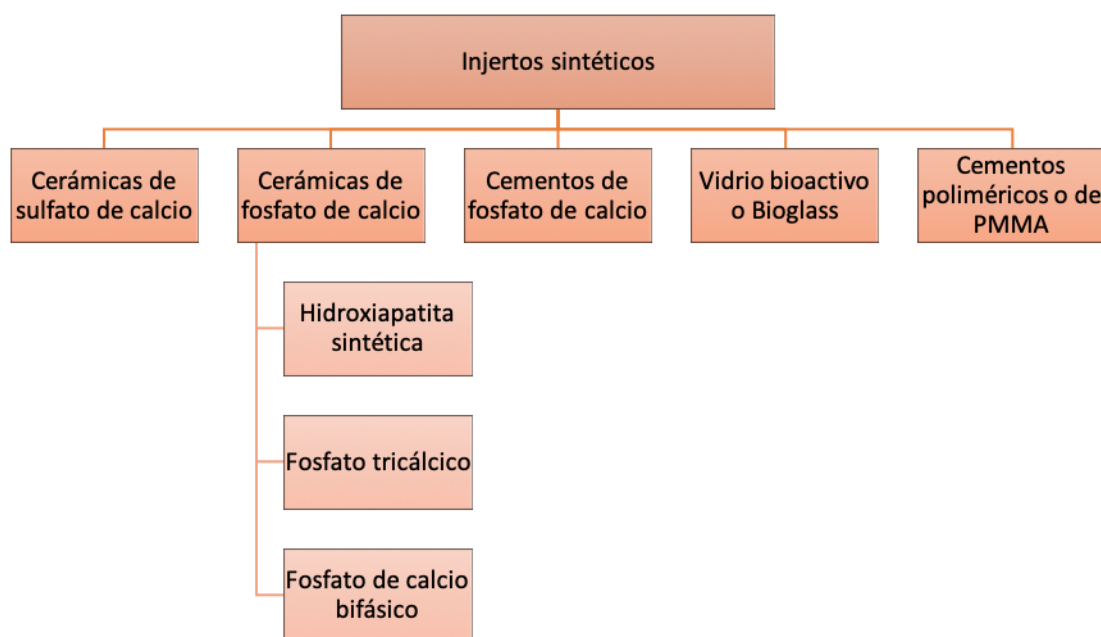 Injertos sintéticos
Cerámicas de
sulfato de calcio
Cerámicas de
fosfato de calcio
Cementos de
fosfato de calcio
Vidrio bioactivo
o Bioglass
Cementos
poliméricos o de
PMMA
Hidroxiapatita
sintética
Fosfato tricálcico
Fosfato de calcio
bifásico